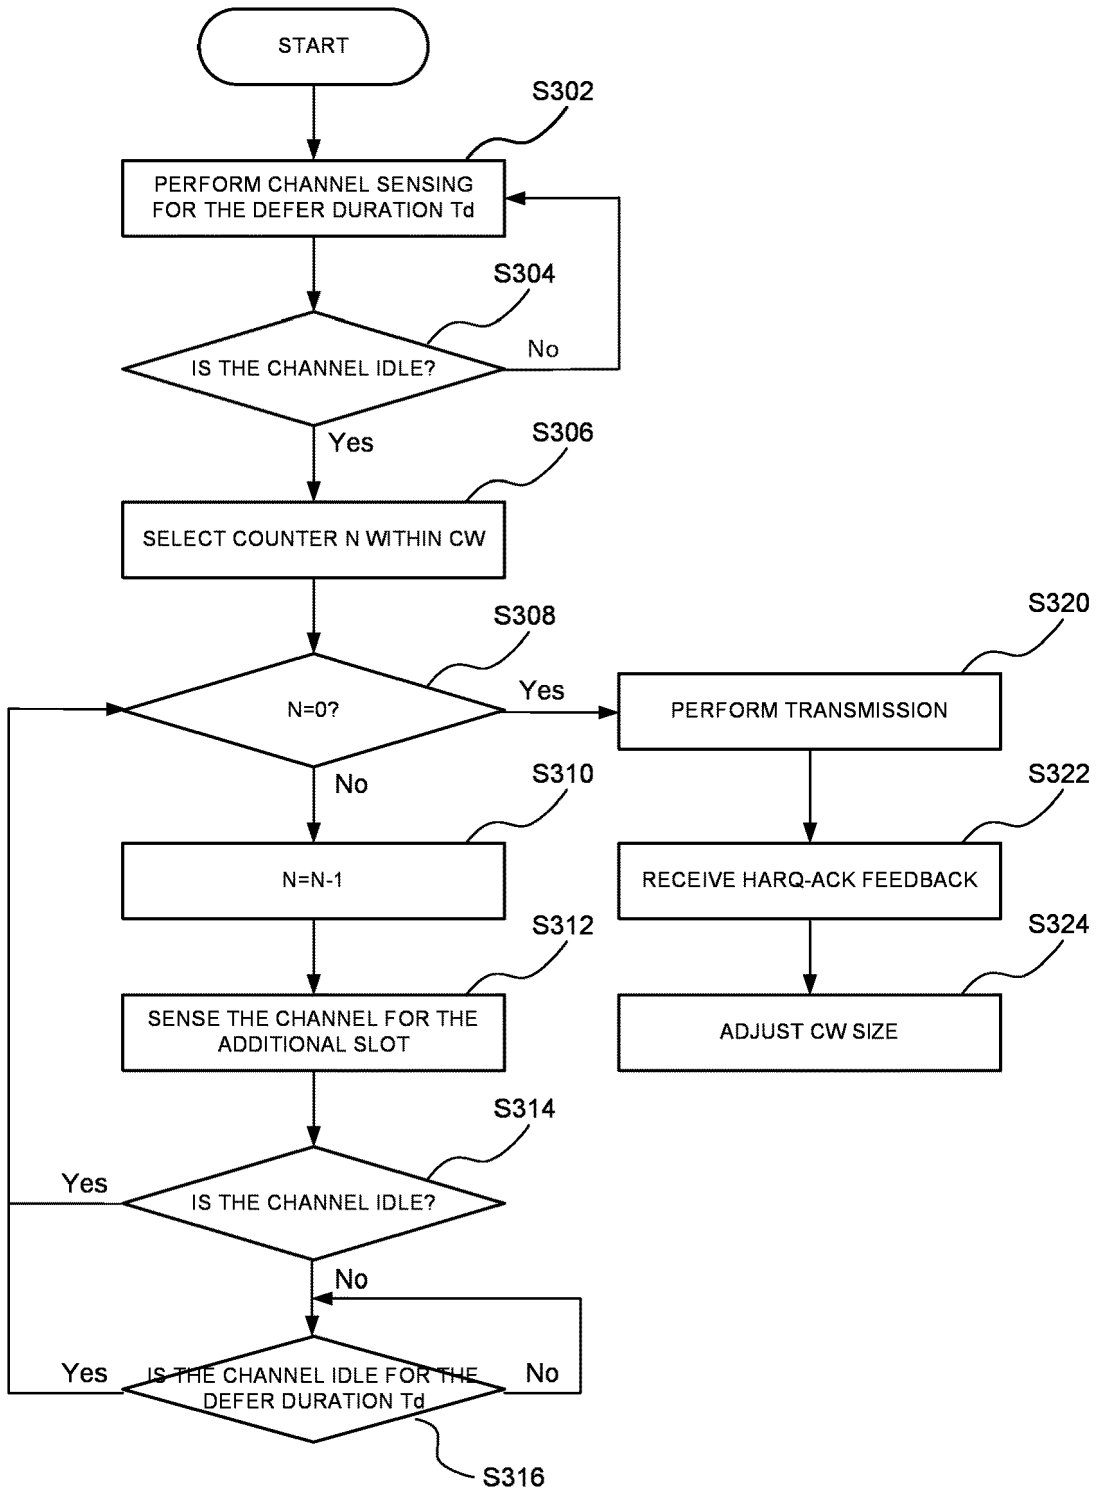 START
S302
PERFORM CHANNEL SENSING
FOR THE DEFER DURATION Td
S304
IS THE CHANNEL IDLE?
No
Yes
S306
SELECT COUNTER N WITHIN CW
S308
N=0?
Yes
No
S320
PERFORM TRANSMISSION
S310
N=N-1
S322
RECEIVE HARQ-ACK FEEDBACK
S312
SENSE THE CHANNEL FOR THE
ADDITIONAL SLOT
S324
ADJUST CW SIZE
S314
IS THE CHANNEL IDLE?
Yes
No
IS THE CHANNEL IDLE FOR THE
DEFER DURATION Td
Yes
No
S316